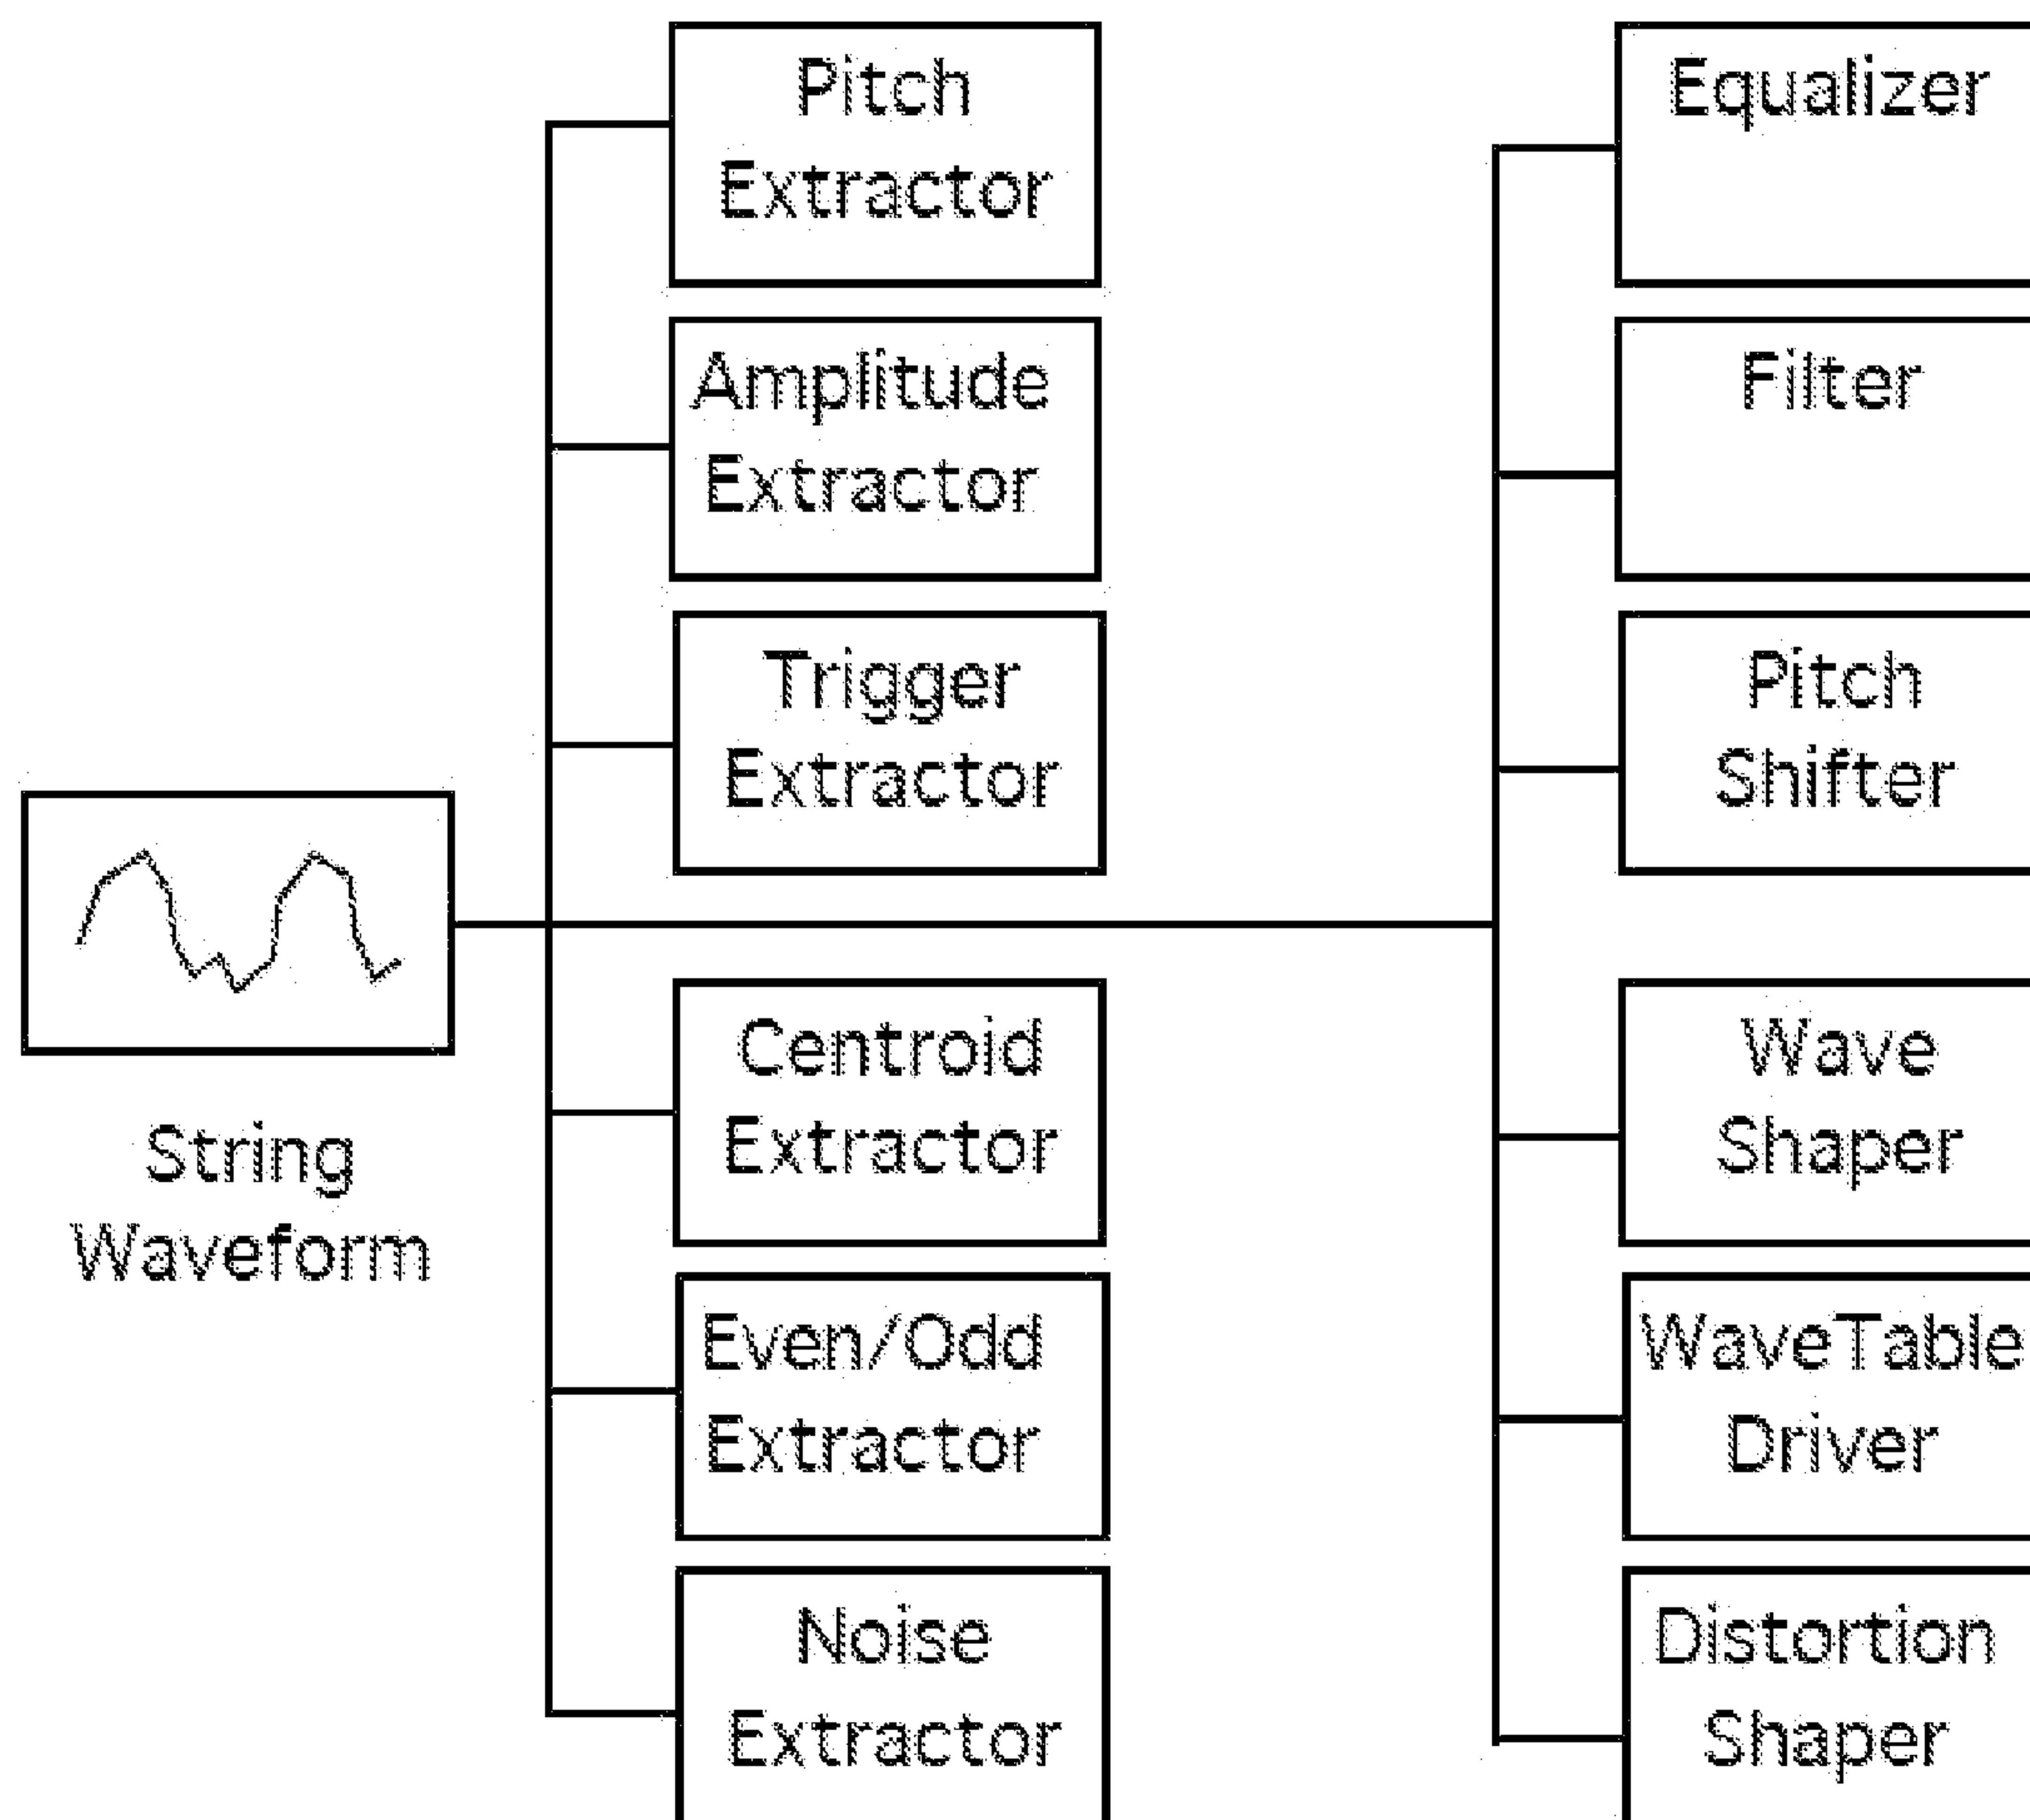 Pitch
Extractor
Amplitude
Extractor
Trigger
Extractor
String
Waveform
Centroid
Extractor
Even/Odd
Extractor
Noise
Extractor
Equalizer
Filter
Pitch
Shifter
Wave
Shaper
WaveTable
Driver
Distortion
Shaper